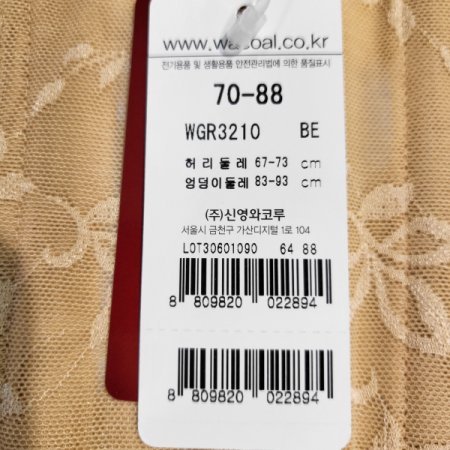 www.wacoal.co.kr
전기용품 및 생활용품 안전관리법에 의한 품질표시
70-88
WGR3210 BE
허리둘레 67-73 cm
엉덩이둘레 83-93 cm
(주)신영와코루
서울시 금천구 가산디지털 1로 104
LOT30601090 64 88
8 809820 022894
8 809820 022894